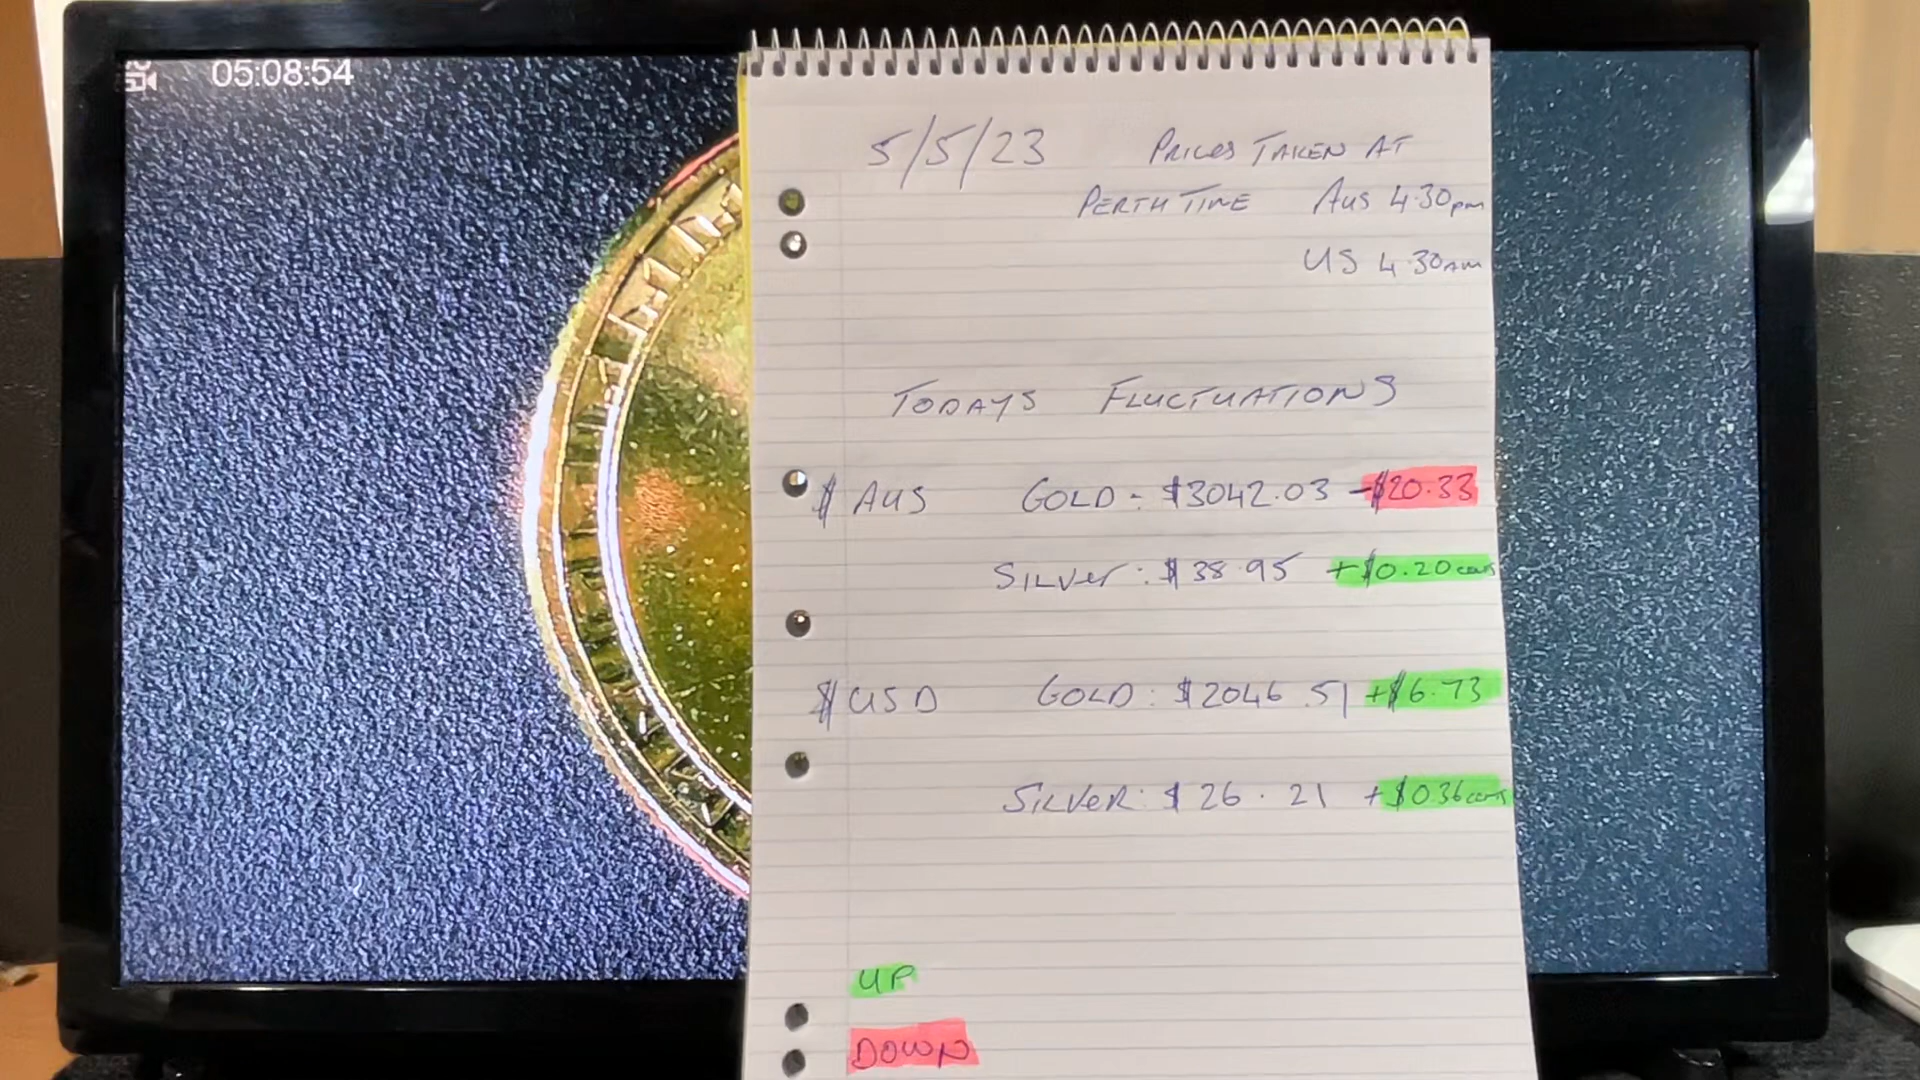 05:08:54
5/5/23 PRICES TAKEN AT
PERTH TIME AUS 4.30pm
US 4.30AM
TODAYS FLUCTUATIONS
$ AUS GOLD - $3042.03 -$20.33
SILVER: $38.95 +$0.20cents
$USD GOLD: $2046.51 +$6.73
SILVER: $26.21 +$0.36cents
UP
DOWN